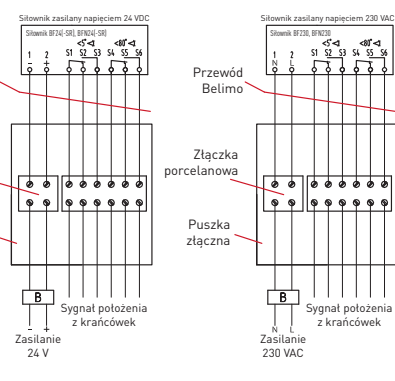 Siłownik zasilany napięciem 24 VDC
Siłownik BF24(-SR), BFN24(-SR)
<5° <80°
1 2 S1 S2 S3 S4 S5 S6
– +
B
– +
Zasilanie
24 V
Sygnał położenia
z krańcówek
Przewód
Belimo
Złączka
porcelanowa
Puszka
złączna
Siłownik zasilany napięciem 230 VAC
Siłownik BF230, BFN230
<5° <80°
1 2 S1 S2 S3 S4 S5 S6
N L
B
N L
Zasilanie
230 VAC
Sygnał położenia
z krańcówek